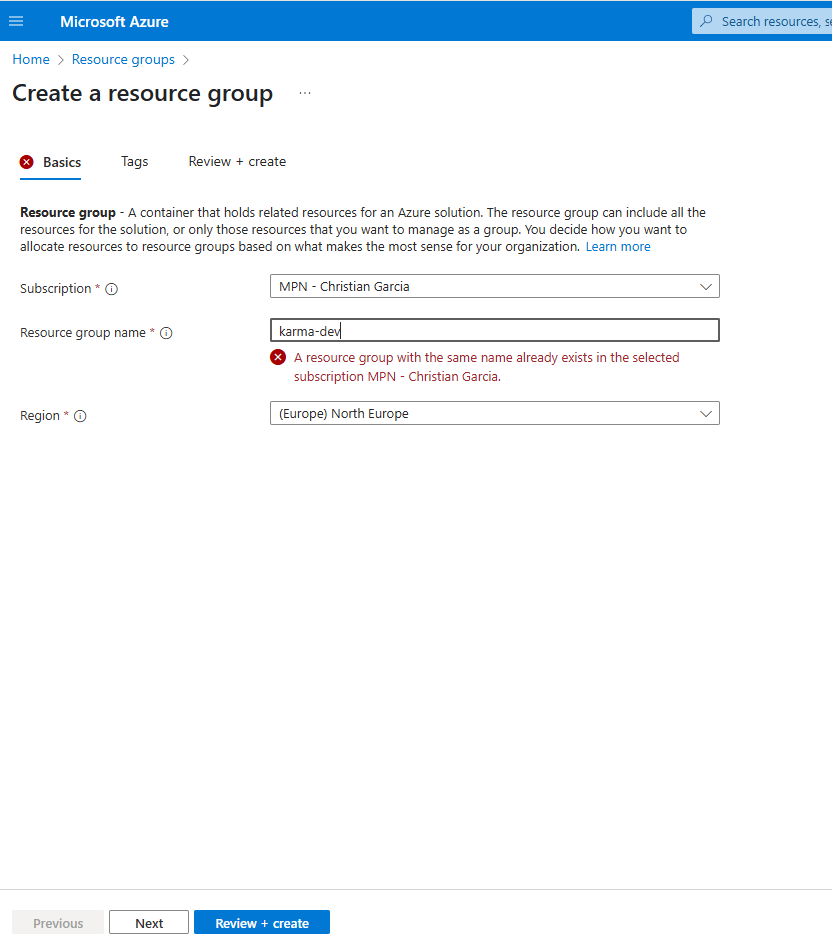 Microsoft Azure
Search resources, se
Home > Resource groups >
Create a resource group ...
Basics Tags Review + create
Resource group - A container that holds related resources for an Azure solution. The resource group can include all the
resources for the solution, or only those resources that you want to manage as a group. You decide how you want to
allocate resources to resource groups based on what makes the most sense for your organization. Learn more
Subscription *
MPN - Christian Garcia
Resource group name *
karma-dev
A resource group with the same name already exists in the selected
subscription MPN - Christian Garcia.
Region *
(Europe) North Europe
Previous Next Review + create